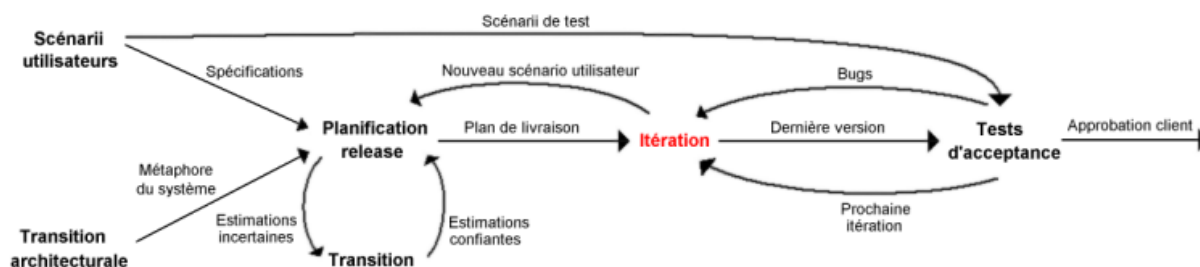 Scénarii de test
Scénarii
utilisateurs
Spécifications
Nouveau scénario utilisateur
Bugs
Planification
release
Plan de livraison
Itération
Dernière version
Tests
d'acceptance
Approbation client
Métaphore
du système
Estimations
incertaines
Estimations
confiantes
Prochaine
itération
Transition
architecturale
Transition